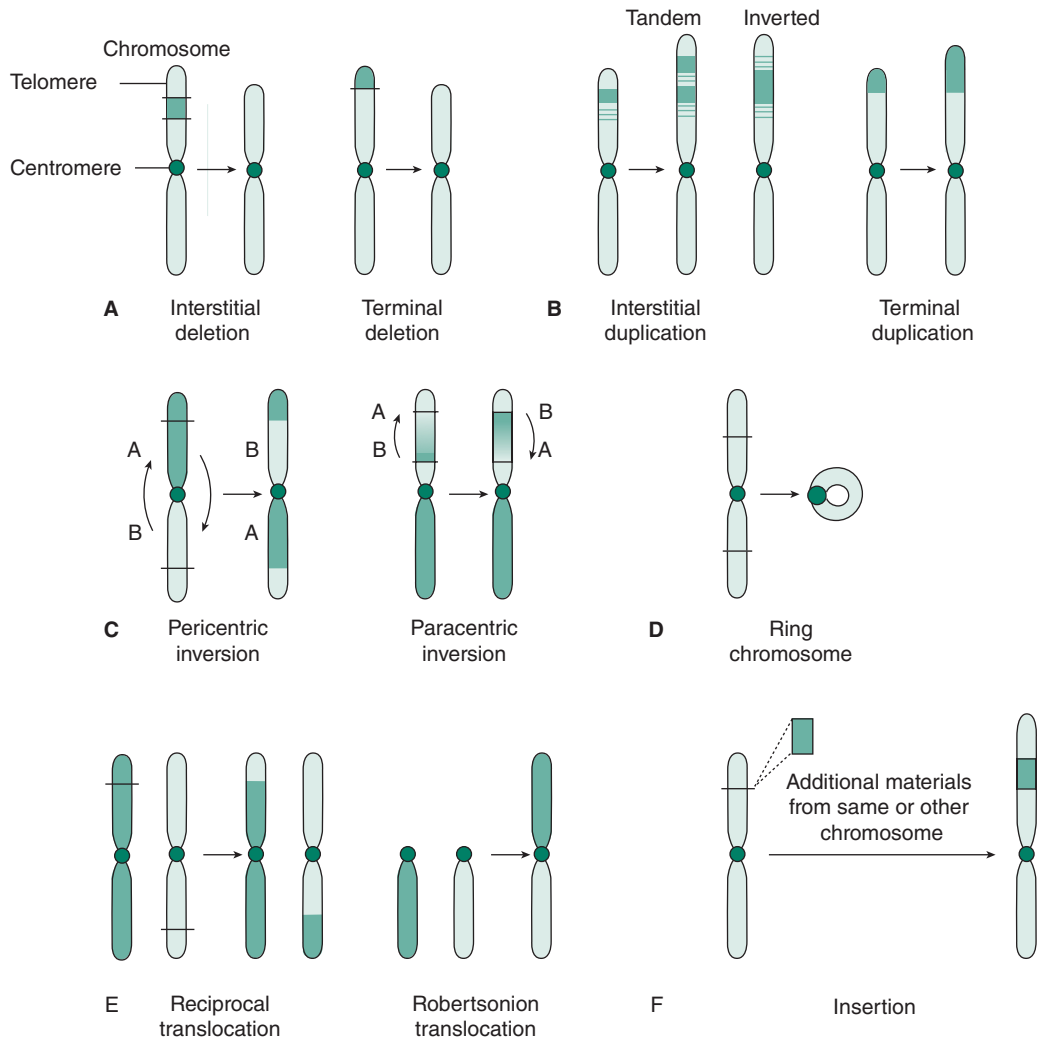 Chromosome
Telomere
Centromere
A
Interstitial
deletion
Terminal
deletion
Tandem
Inverted
B
Interstitial
duplication
Terminal
duplication
A
B
B
A
C
Pericentric
inversion
A
B
B
A
Paracentric
inversion
D
Ring
chromosome
E
Reciprocal
translocation
Robertsonion
translocation
Additional materials
from same or other
chromosome
F
Insertion